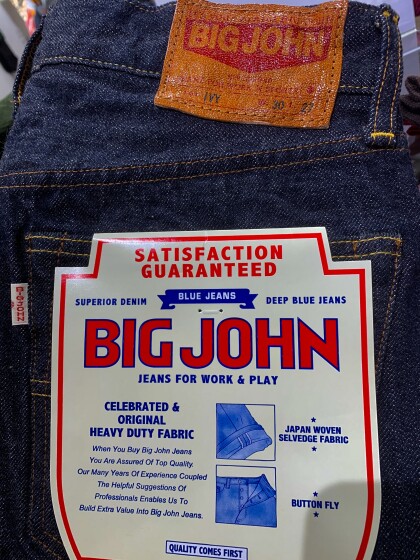 BIG JOHN
IVY
30
SATISFACTION
GUARANTEED
BLUE JEANS
SUPERIOR DENIM
DEEP BLUE JEANS
BIG JOHN
JEANS FOR WORK & PLAY
BIG JOHN
CELEBRATED &
ORIGINAL
HEAVY DUTY FABRIC
When You Buy Big John Jeans
You Are Assured Of Top Quality.
Our Many Years Of Experience Coupled
The Helpful Suggestions Of
Professionals Enables Us To
Build Extra Value Into Big John Jeans.
JAPAN WOVEN
SELVEDGE FABRIC
BUTTON FLY
QUALITY COMES FIRST